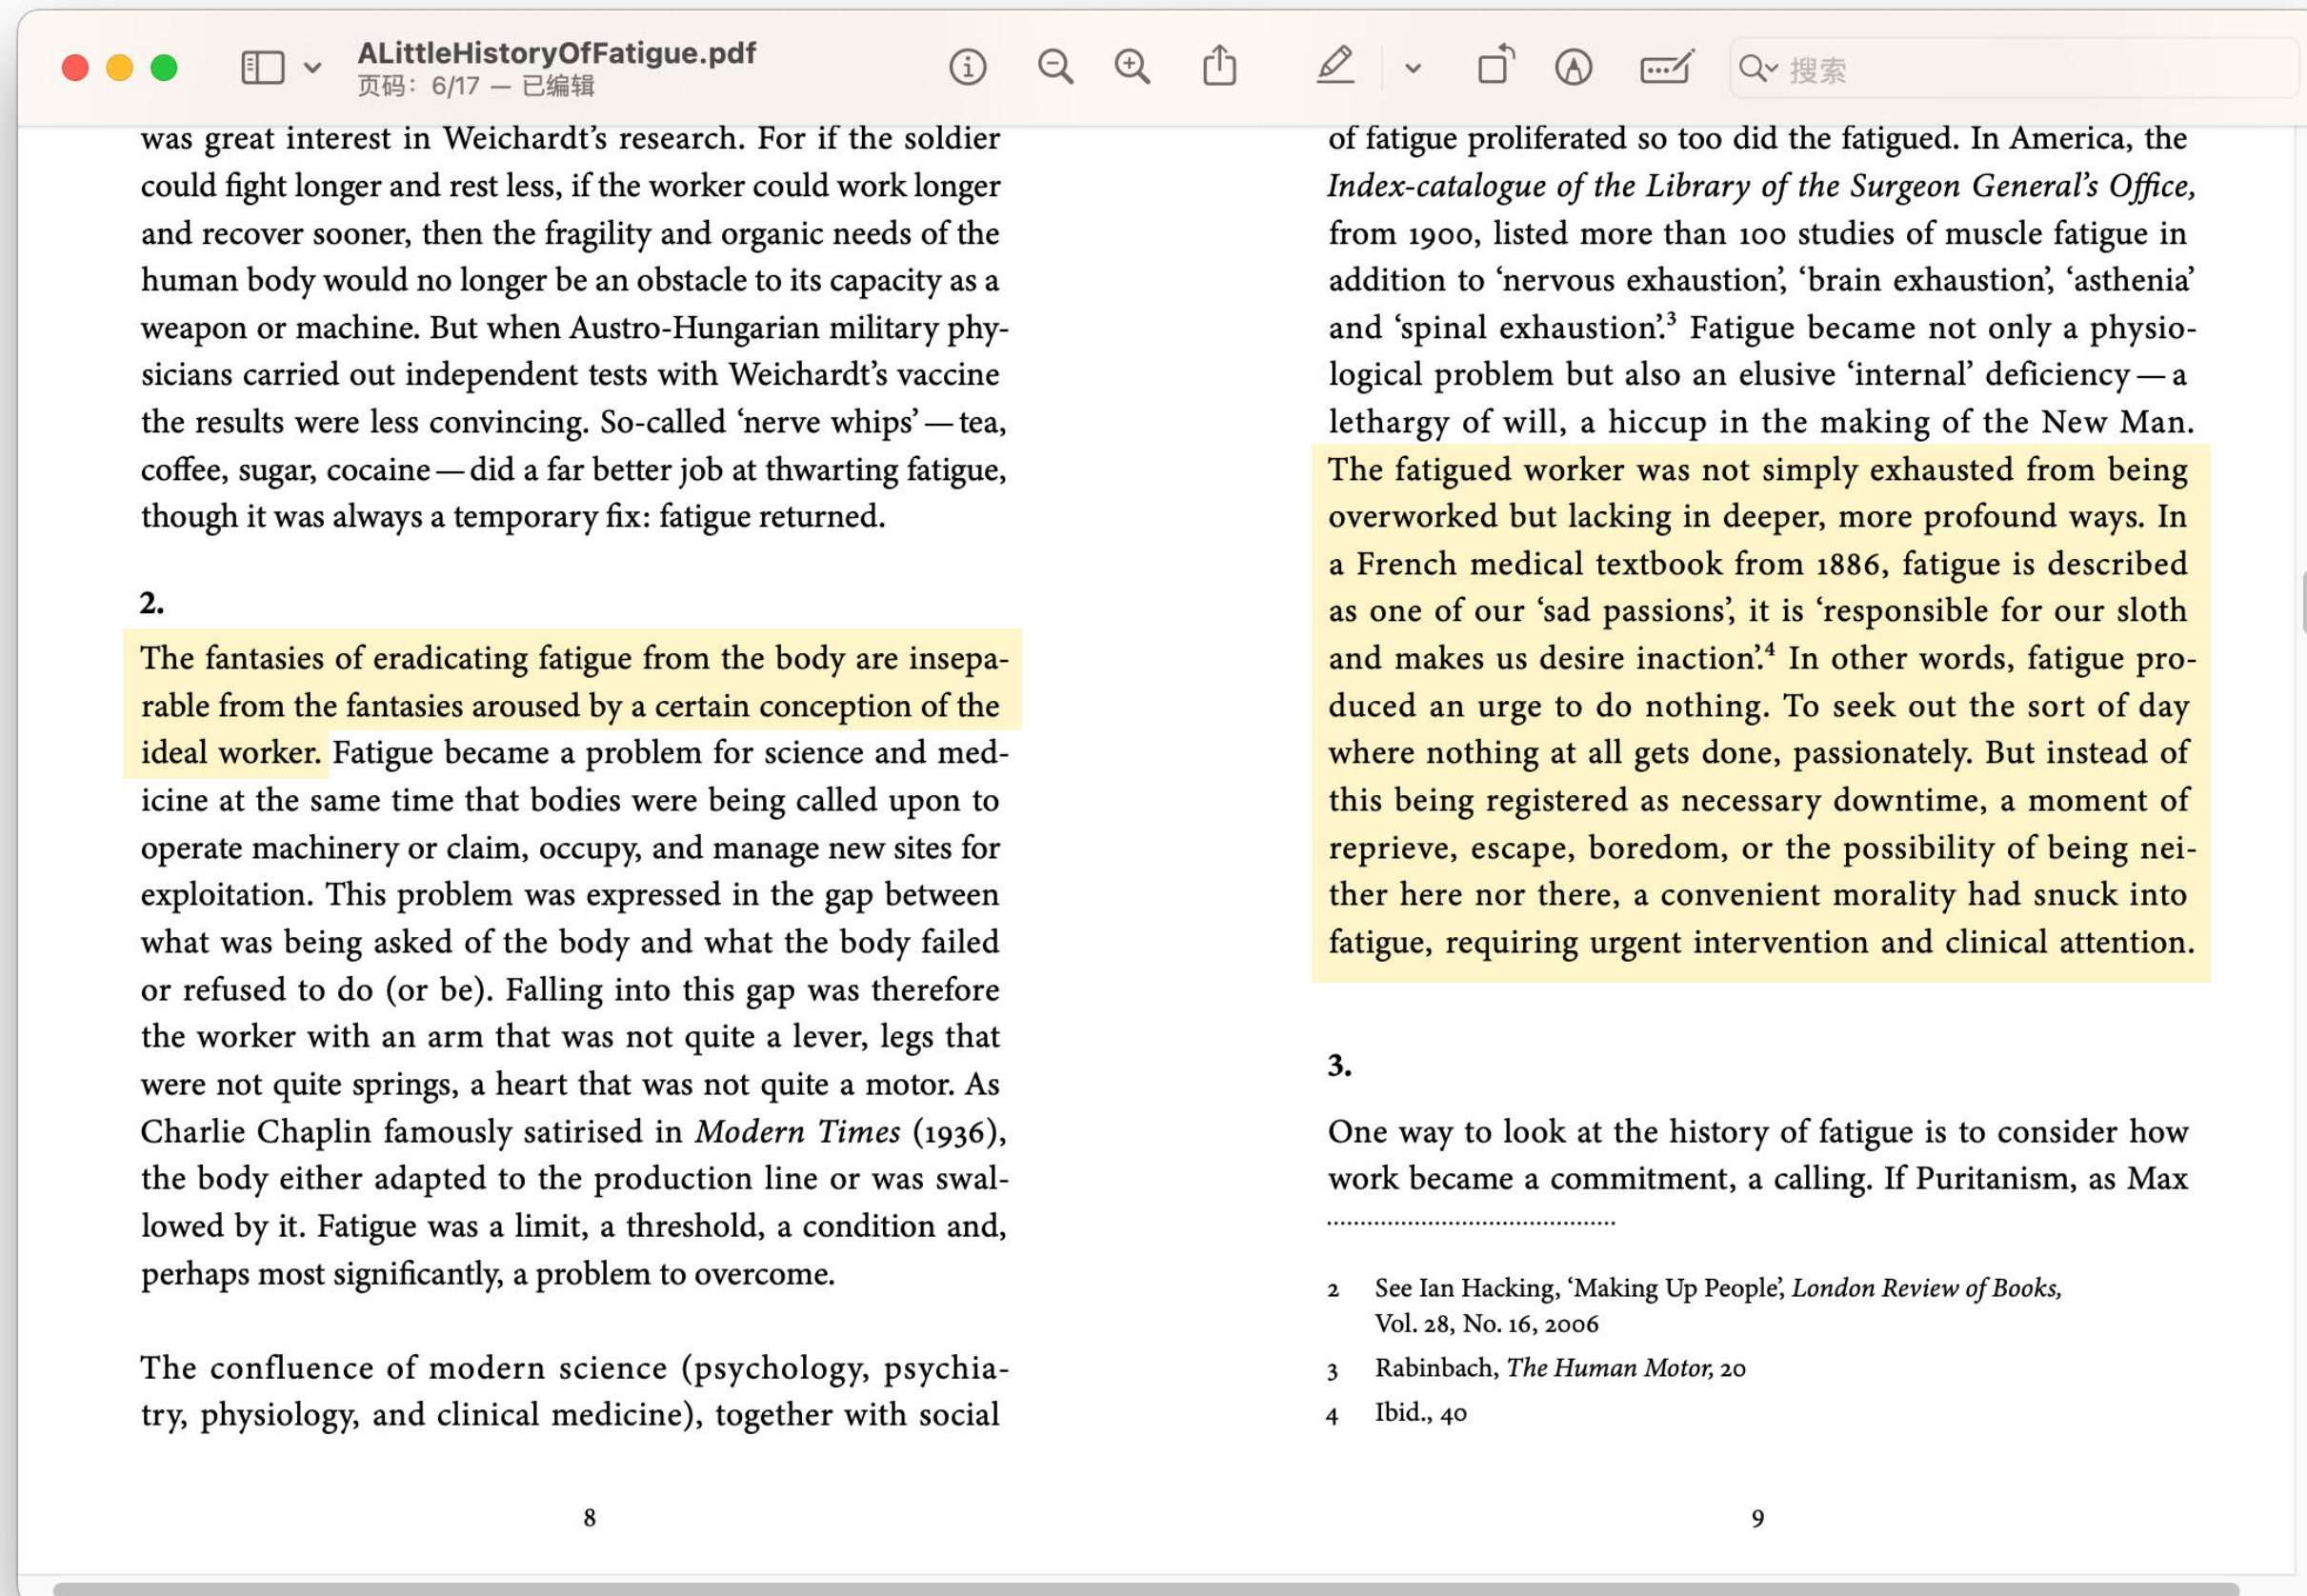 ALittleHistoryOfFatigue.pdf
页码：6/17 — 已编辑
搜索
was great interest in Weichardt’s research. For if the soldier
could fight longer and rest less, if the worker could work longer
and recover sooner, then the fragility and organic needs of the
human body would no longer be an obstacle to its capacity as a
weapon or machine. But when Austro-Hungarian military phy-
sicians carried out independent tests with Weichardt’s vaccine
the results were less convincing. So-called ‘nerve whips’ — tea,
coffee, sugar, cocaine — did a far better job at thwarting fatigue,
though it was always a temporary fix: fatigue returned.
2.
The fantasies of eradicating fatigue from the body are insepa-
rable from the fantasies aroused by a certain conception of the
ideal worker. Fatigue became a problem for science and med-
icine at the same time that bodies were being called upon to
operate machinery or claim, occupy, and manage new sites for
exploitation. This problem was expressed in the gap between
what was being asked of the body and what the body failed
or refused to do (or be). Falling into this gap was therefore
the worker with an arm that was not quite a lever, legs that
were not quite springs, a heart that was not quite a motor. As
Charlie Chaplin famously satirised in Modern Times (1936),
the body either adapted to the production line or was swal-
lowed by it. Fatigue was a limit, a threshold, a condition and,
perhaps most significantly, a problem to overcome.
The confluence of modern science (psychology, psychia-
try, physiology, and clinical medicine), together with social
8
of fatigue proliferated so too did the fatigued. In America, the
Index-catalogue of the Library of the Surgeon General’s Office,
from 1900, listed more than 100 studies of muscle fatigue in
addition to ‘nervous exhaustion’, ‘brain exhaustion’, ‘asthenia’
and ‘spinal exhaustion’.³ Fatigue became not only a physio-
logical problem but also an elusive ‘internal’ deficiency — a
lethargy of will, a hiccup in the making of the New Man.
The fatigued worker was not simply exhausted from being
overworked but lacking in deeper, more profound ways. In
a French medical textbook from 1886, fatigue is described
as one of our ‘sad passions’, it is ‘responsible for our sloth
and makes us desire inaction’.⁴ In other words, fatigue pro-
duced an urge to do nothing. To seek out the sort of day
where nothing at all gets done, passionately. But instead of
this being registered as necessary downtime, a moment of
reprieve, escape, boredom, or the possibility of being nei-
ther here nor there, a convenient morality had snuck into
fatigue, requiring urgent intervention and clinical attention.
3.
One way to look at the history of fatigue is to consider how
work became a commitment, a calling. If Puritanism, as Max
2 See Ian Hacking, ‘Making Up People’, London Review of Books,
Vol. 28, No. 16, 2006
3 Rabinbach, The Human Motor, 20
4 Ibid., 40
9